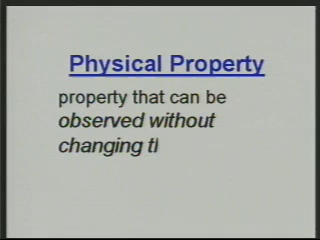 Physical Property
property that can be
observed without
changing